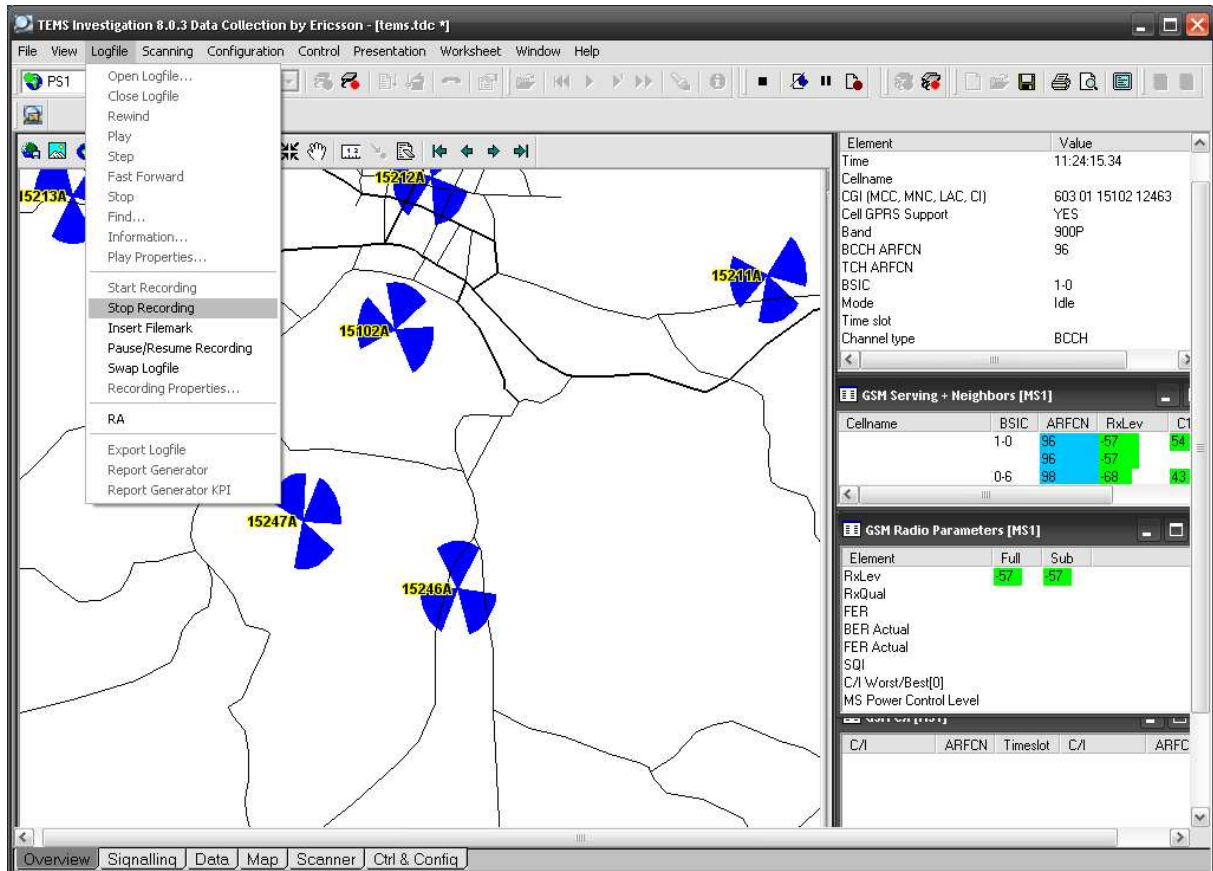 TEMS Investigation 8.0.3 Data Collection by Ericsson - [tems.tdc *]
File View Logfile Scanning Configuration Control Presentation Worksheet Window Help
PS1
Open Logfile...
Close Logfile
Rewind
Play
Step
Fast Forward
Stop
Find...
Information...
Play Properties...
Start Recording
Stop Recording
Insert Filemark
Pause/Resume Recording
Swap Logfile
Recording Properties...
RA
Export Logfile
Report Generator
Report Generator KPI
15213A
15212A
15211A
15102A
15247A
15246A
Element Value
Time 11:24:15.34
Cellname
CGI (MCC, MNC, LAC, CI) 603 01 15102 12463
Cell GPRS Support YES
Band 900P
BCCH ARFCN 96
TCH ARFCN
BSIC 1-0
Mode Idle
Time slot
Channel type BCCH
GSM Serving + Neighbors [MS1]
Cellname BSIC ARFCN RxLev C1
1-0 96 -57 54
96 -57
0-6 98 -68 43
GSM Radio Parameters [MS1]
Element Full Sub
RxLev -57 -57
RxQual
FER
BER Actual
FER Actual
SQI
C/I Worst/Best[0]
MS Power Control Level
C/I ARFCN Timeslot C/I ARFC
Overview Signalling Data Map Scanner Ctrl & Config